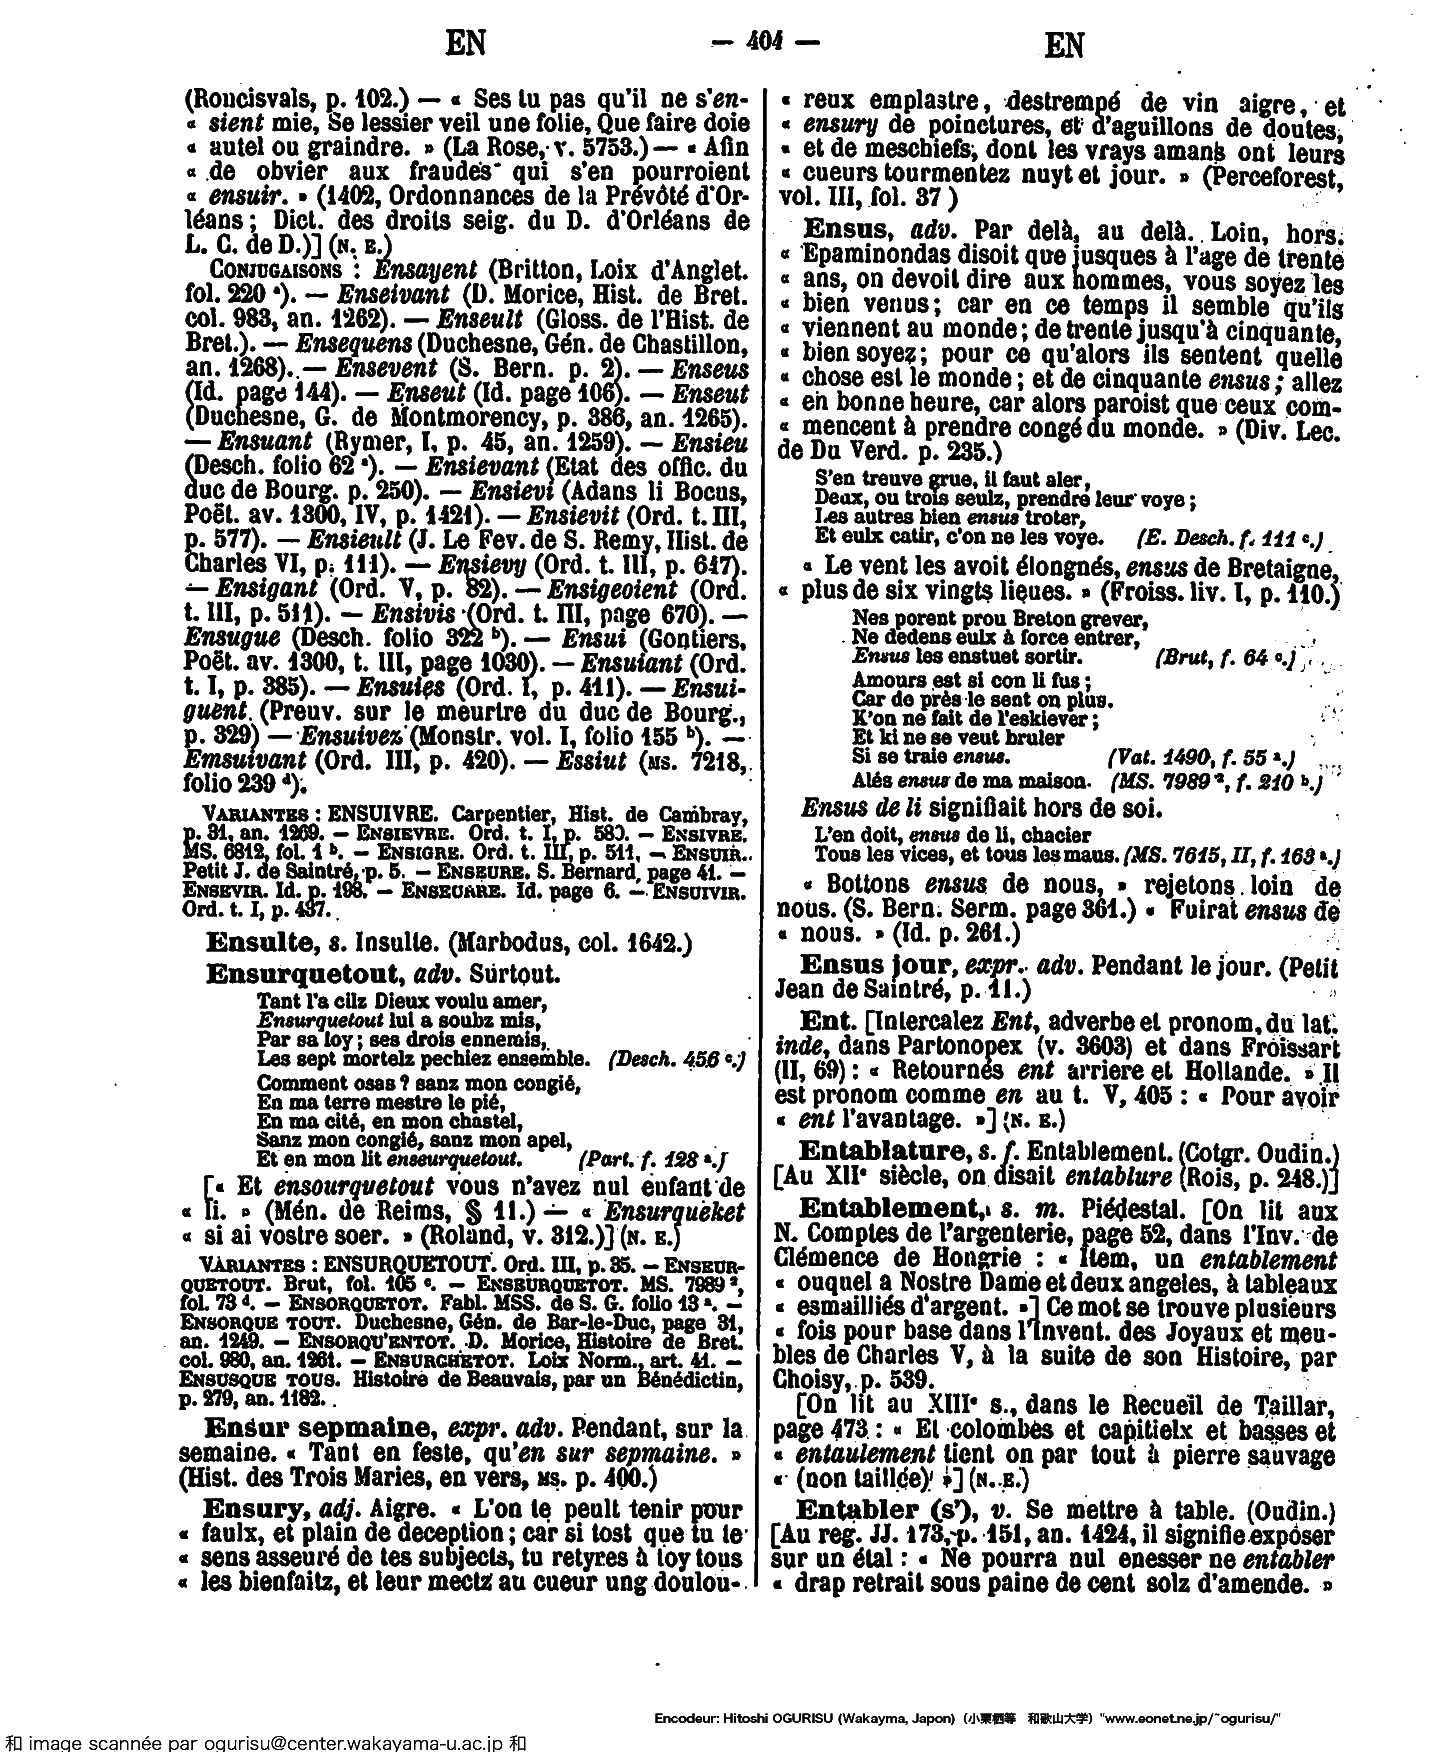 EN
— 404 —
EN
(Roncisvals, p. 102.) — « Ses tu pas qu'il ne s'en-
« sient mie, Se lessier veil une folie, Que faire doie
« autel ou graindre. » (La Rose, v. 5753.) — « Afin
« de obvier aux fraudes qui s'en pourroient
« ensuir. » (1402, Ordonnances de la Prévôté d'Or-
léans ; Dict. des droits seig. du D. d'Orléans de
L. C. de D.)] (N. E.)
CONJUGAISONS : Ensayent (Britton, Loix d'Anglet.
fol. 220 ª). — Enseivant (D. Morice, Hist. de Bret.
col. 983, an. 1262). — Enseult (Gloss. de l'Hist. de
Bret.). — Ensequens (Duchesne, Gén. de Chastillon,
an. 1268). — Ensevent (S. Bern. p. 2). — Enseus
(Id. page 144). — Enseut (Id. page 106). — Enseut
(Duchesne, G. de Montmorency, p. 386, an. 1265).
— Ensuant (Rymer, I, p. 45, an. 1259). — Ensieu
(Desch. folio 62 ª). — Ensievant (Etat des offic. du
duc de Bourg. p. 250). — Ensievi (Adans li Bocus,
Poët. av. 1300, IV, p. 1421). — Ensievit (Ord. t. III,
p. 577). — Ensieult (J. Le Fev. de S. Remy, Hist. de
Charles VI, p. 111). — Ensievy (Ord. t. III, p. 647).
— Ensigant (Ord. V, p. 82). — Ensigeoient (Ord.
t. III, p. 511). — Ensivis (Ord. t. III, page 670). —
Ensugue (Desch. folio 322 ᵇ). — Ensui (Gontiers,
Poët. av. 1300, t. III, page 1030). — Ensuiant (Ord.
t. I, p. 385). — Ensuies (Ord. I, p. 411). — Ensui-
guent (Preuv. sur le meurtre du duc de Bourg.,
p. 329) — Ensuivez (Monstr. vol. I, folio 155 ᵇ). —
Emsuivant (Ord. III, p. 420). — Essiut (MS. 7218,
folio 239 ᵈ).
VARIANTES : ENSUIVRE. Carpentier, Hist. de Cambray,
p. 31, an. 1269. — ENSIEVRE. Ord. t. I, p. 580. — ENSIVRE.
MS. 6812, fol. 1 ᵇ. — ENSIGRE. Ord. t. III, p. 511. — ENSUIR.
Petit J. de Saintré, p. 5. — ENSEURE. S. Bernard, page 41. —
ENSEVIR. Id. p. 198. — ENSEUARE. Id. page 6. — ENSUIVIR.
Ord. t. I, p. 437.
Ensulte, s. Insulte. (Marbodus, col. 1642.)
Ensurquetout, adv. Surtout.
Tant l'a cilz Dieux voulu amer,
Ensurquetout lui a soubz mis,
Par sa loy ; ses drois ennemis,
Les sept mortelz pechiez ensemble. (Desch. 456 ᶜ.)
Comment osas ? sanz mon congié,
En ma terre mestre le pié,
En ma cité, en mon chastel,
Sanz mon congié, sanz mon apel,
Et en mon lit enseurquetout. (Part. f. 128 ª.)
[« Et ensourquetout vous n'avez nul enfant de
« li. » (Mén. de Reims, § 11.) — « Ensurqueket
« si ai vostre soer. » (Roland, v. 312.)] (N. E.)
VARIANTES : ENSURQUETOUT. Ord. III, p. 35. — ENSEUR-
QUETOUT. Brut, fol. 105 ᶜ. — ENSEURQUETOT. MS. 7989 ²,
fol. 73 ᵈ. — ENSORQUETOT. Fabl. MSS. de S. G. folio 13 ª. —
ENSORQUE TOUT. Duchesne, Gén. de Bar-le-Duc, page 31,
an. 1249. — ENSORQU'ENTOT. D. Morice, Histoire de Bret.
col. 980, an. 1261. — ENSURCHETOT. Loix Norm., art. 41. —
ENSUSQUE TOUS. Histoire de Beauvais, par un Bénédictin,
p. 279, an. 1182.
Ensur sepmaine, expr. adv. Pendant, sur la
semaine. « Tant en feste, qu'en sur sepmaine. »
(Hist. des Trois Maries, en vers, MS. p. 400.)
Ensury, adj. Aigre. « L'on te peult tenir pour
« faulx, et plain de deception ; car si tost que tu te
« sens asseuré de tes subjects, tu retyres à toy tous
« les bienfaitz, et leur mectz au cueur ung doulou-
« reux emplastre, destrempé de vin aigre, et
« ensury de poinctures, et d'aguillons de doutes,
« et de meschiefs, dont les vrays amans ont leurs
« cueurs tourmentez nuyt et jour. » (Perceforest,
vol. III, fol. 37 )
Ensus, adv. Par delà, au delà. Loin, hors.
« Epaminondas disoit que jusques à l'age de trente
« ans, on devoit dire aux hommes, vous soyez les
« bien venus ; car en ce temps il semble qu'ils
« viennent au monde ; de trente jusqu'à cinquante,
« bien soyez ; pour ce qu'alors ils sentent quelle
« chose est le monde ; et de cinquante ensus ; allez
« en bonne heure, car alors paroist que ceux com-
« mencent à prendre congé du monde. » (Div. Lec.
de Du Verd. p. 235.)
S'en treuve grue, il faut aler,
Deux, ou trois seulz, prendre leur voye ;
Les autres bien ensus troter,
Et eulx catir, c'on ne les voye. (E. Desch. f. 111 ᶜ.)
« Le vent les avoit élongnés, ensus de Bretaigne,
« plus de six vingts lieues. » (Froiss. liv. I, p. 110.)
Nes porent prou Breton grever,
Ne dedens eulx à force entrer,
Ensus les enstuet sortir. (Brut, f. 64 ᶜ.)
Amours est si con li fus ;
Car de près le sent on plus.
K'on ne fait de l'eskiever ;
Et ki ne se veut bruler
Si se traie ensus. (Vat. 1490, f. 55 ª.)
Alés ensus de ma maison. (MS. 7989 ², f. 210 ᵇ.)
Ensus de li signifiait hors de soi.
L'en doit, ensus de li, chacier
Tous les vices, et tous les maus. (MS. 7615, II, f. 163 ª.)
« Bottons ensus de nous, » rejetons loin de
nous. (S. Bern. Serm. page 361.) « Fuirat ensus de
« nous. » (Id. p. 261.)
Ensus jour, expr. adv. Pendant le jour. (Petit
Jean de Saintré, p. 11.)
Ent. [Intercalez Ent, adverbe et pronom, du lat.
inde, dans Partonopex (v. 3603) et dans Froissart
(II, 69) : « Retournés ent arriere et Hollande. » Il
est pronom comme en au t. V, 405 : « Pour avoir
« ent l'avantage. »] (N. E.)
Entablature, s. f. Entablement. (Cotgr. Oudin.)
[Au XIIᵉ siècle, on disait entablure (Rois, p. 248.)]
Entablement, s. m. Piédestal. [On lit aux
N. Comptes de l'argenterie, page 52, dans l'Inv. de
Clémence de Hongrie : « Item, un entablement
« ouquel a Nostre Dame et deux angeles, à tableaux
« esmailliés d'argent. »] Ce mot se trouve plusieurs
« fois pour base dans l'Invent. des Joyaux et meu-
bles de Charles V, à la suite de son Histoire, par
Choisy, p. 539.
[On lit au XIIIᵉ s., dans le Recueil de Taillar,
page 473 : « Et colombes et capitielx et basses et
« entaulement tient on par tout à pierre sauvage
« (non taillée) »] (N. E.)
Entabler (s'), v. Se mettre à table. (Oudin.)
[Au reg. JJ. 173, p. 151, an. 1424, il signifie exposer
sur un étal : « Ne pourra nul enesser ne entabler
« drap retrait sous paine de cent solz d'amende. »
Encodeur: Hitoshi OGURISU (Wakayma, Japon) (小栗栖等 和歌山大学) "www.eonet.ne.jp/~ogurisu/"
和 image scannée par ogurisu@center.wakayama-u.ac.jp 和